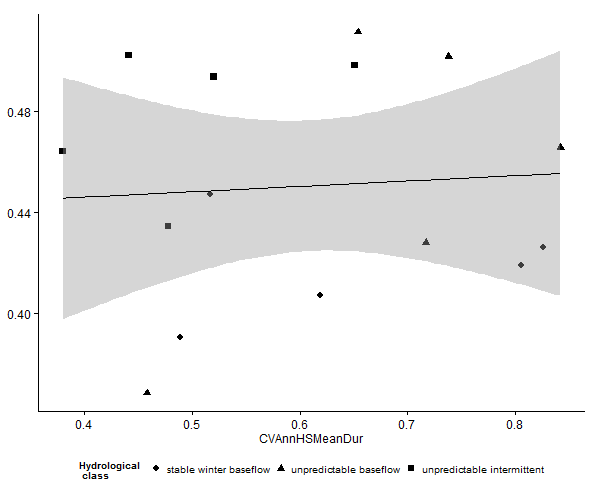 0.48
0.44
0.40
0.4 0.5 0.6 0.7 0.8
CVAnnHSMeanDur
Hydrological
class
stable winter baseflow unpredictable baseflow unpredictable intermittent